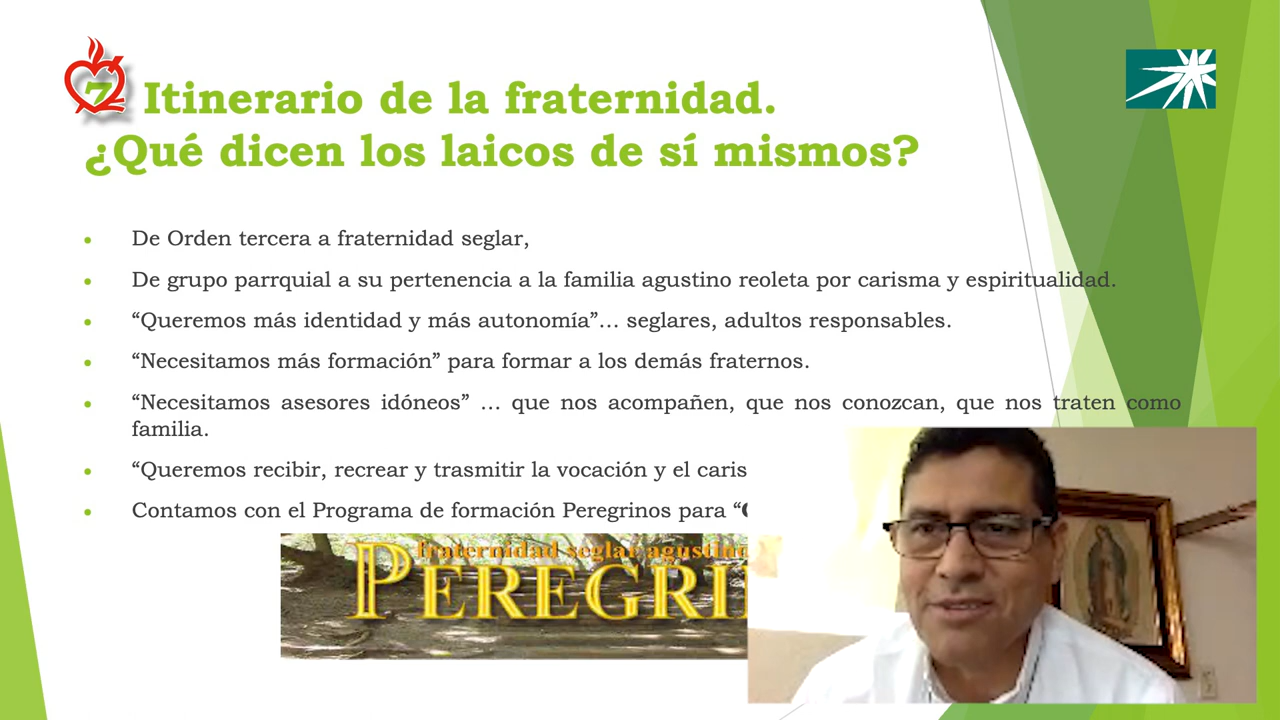 7. Itinerario de la fraternidad.
¿Qué dicen los laicos de sí mismos?
De Orden tercera a fraternidad seglar,
De grupo parrquial a su pertenencia a la familia agustino reoleta por carisma y espiritualidad.
“Queremos más identidad y más autonomía”... seglares, adultos responsables.
“Necesitamos más formación” para formar a los demás fraternos.
“Necesitamos asesores idóneos” ... que nos acompañen, que nos conozcan, que nos traten como
familia.
“Queremos recibir, recrear y trasmitir la vocación y el caris
Contamos con el Programa de formación Peregrinos para “
fraternidad seglar agustino
PEREGRI